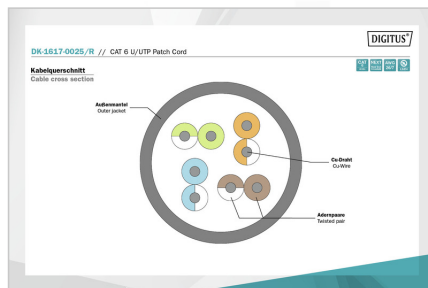 DIGITUS®
DK-1617-0025/R // CAT 6 U/UTP Patch Cord
Kabelquerschnitt
Cable cross section
Außenmantel
Outer jacket
Cu-Draht
Cu-Wire
Adernpaare
Twisted pair